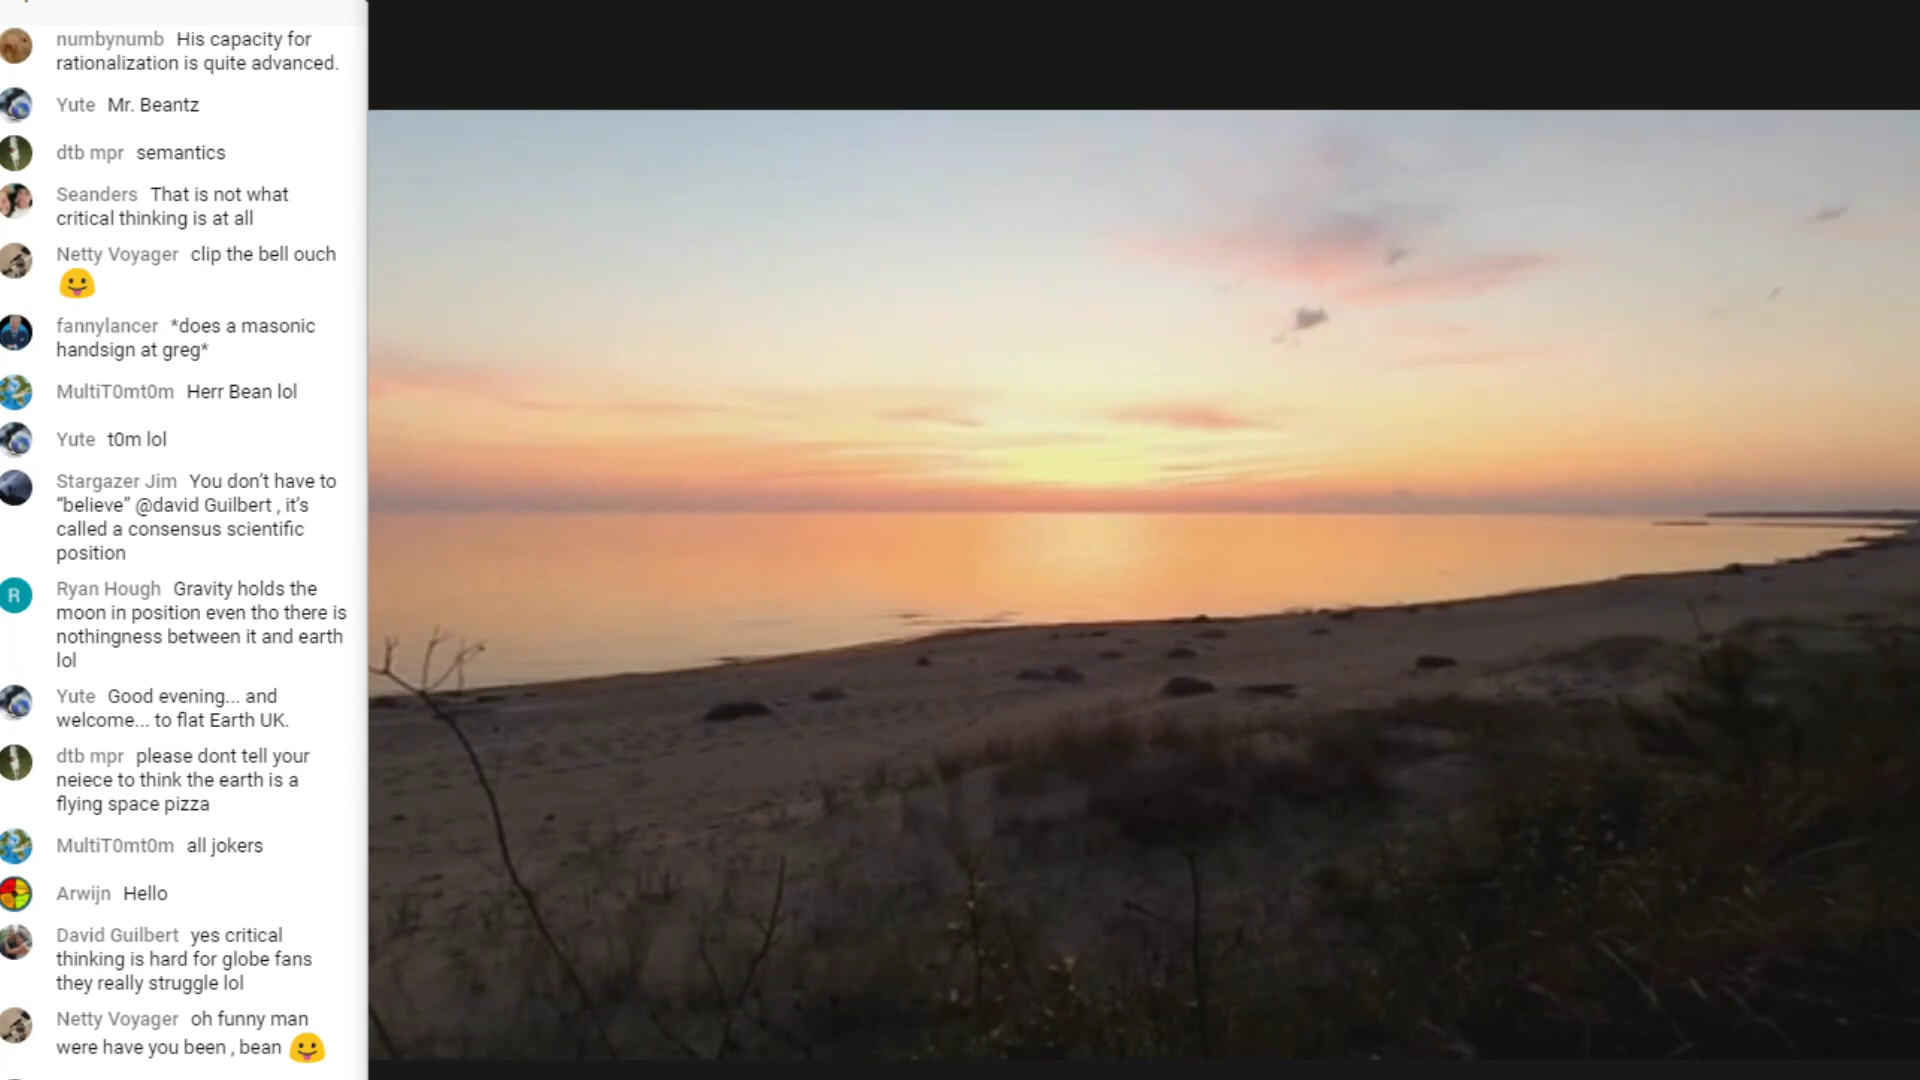 numbynumb His capacity for
rationalization is quite advanced.
Yute Mr. Beantz
dtb mpr semantics
Seanders That is not what
critical thinking is at all
Netty Voyager clip the bell ouch
fannylancer *does a masonic
handsign at greg*
MultiT0mt0m Herr Bean lol
Yute t0m lol
Stargazer Jim You don’t have to
“believe” @david Guilbert , it’s
called a consensus scientific
position
R
Ryan Hough Gravity holds the
moon in position even tho there is
nothingness between it and earth
lol
Yute Good evening... and
welcome... to flat Earth UK.
dtb mpr please dont tell your
neiece to think the earth is a
flying space pizza
MultiT0mt0m all jokers
Arwijn Hello
David Guilbert yes critical
thinking is hard for globe fans
they really struggle lol
Netty Voyager oh funny man
were have you been , bean